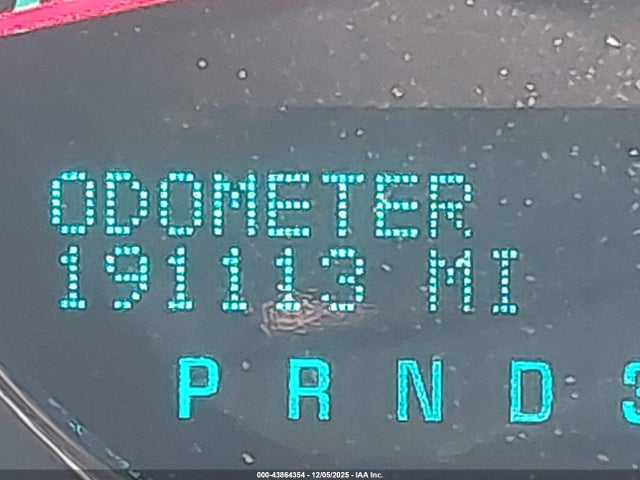 ODOMETER
191113 MI
P R N D 3
000-43864354 - 12/05/2025 - IAA Inc.